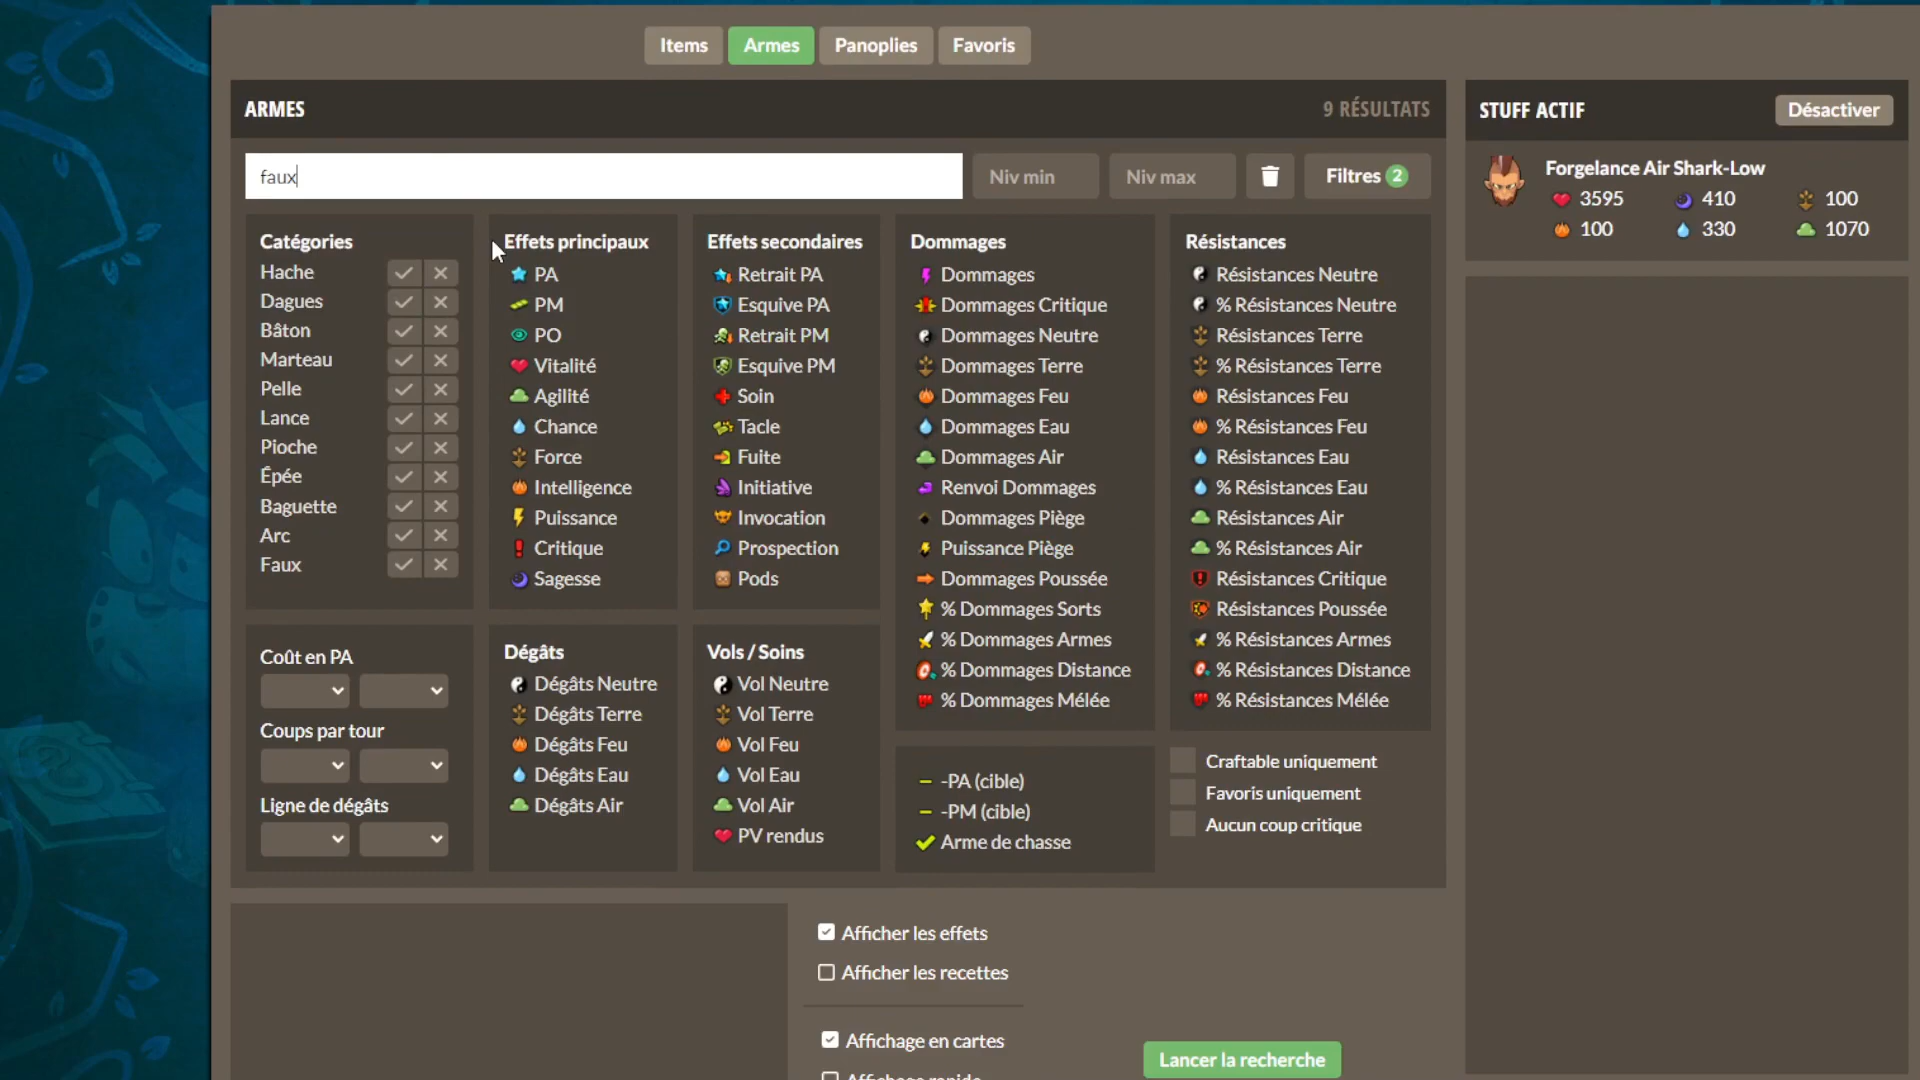 Items Armes Panoplies Favoris
ARMES 9 RÉSULTATS
faux Niv min Niv max Filtres 2
Catégories
Hache
Dagues
Bâton
Marteau
Pelle
Lance
Pioche
Épée
Baguette
Arc
Faux
Effets principaux
PA
PM
PO
Vitalité
Agilité
Chance
Force
Intelligence
Puissance
Critique
Sagesse
Effets secondaires
Retrait PA
Esquive PA
Retrait PM
Esquive PM
Soin
Tacle
Fuite
Initiative
Invocation
Prospection
Pods
Dommages
Dommages
Dommages Critique
Dommages Neutre
Dommages Terre
Dommages Feu
Dommages Eau
Dommages Air
Renvoi Dommages
Dommages Piège
Puissance Piège
Dommages Poussée
% Dommages Sorts
% Dommages Armes
% Dommages Distance
% Dommages Mélée
Résistances
Résistances Neutre
% Résistances Neutre
Résistances Terre
% Résistances Terre
Résistances Feu
% Résistances Feu
Résistances Eau
% Résistances Eau
Résistances Air
% Résistances Air
Résistances Critique
Résistances Poussée
% Résistances Armes
% Résistances Distance
% Résistances Mélée
Coût en PA
Coups par tour
Ligne de dégâts
Dégâts
Dégâts Neutre
Dégâts Terre
Dégâts Feu
Dégâts Eau
Dégâts Air
Vols / Soins
Vol Neutre
Vol Terre
Vol Feu
Vol Eau
Vol Air
PV rendus
-PA (cible)
-PM (cible)
Arme de chasse
Craftable uniquement
Favoris uniquement
Aucun coup critique
Afficher les effets
Afficher les recettes
Affichage en cartes
Affichage rapide
Lancer la recherche
STUFF ACTIF Désactiver
Forgelance Air Shark-Low
3595 410 100
100 330 1070